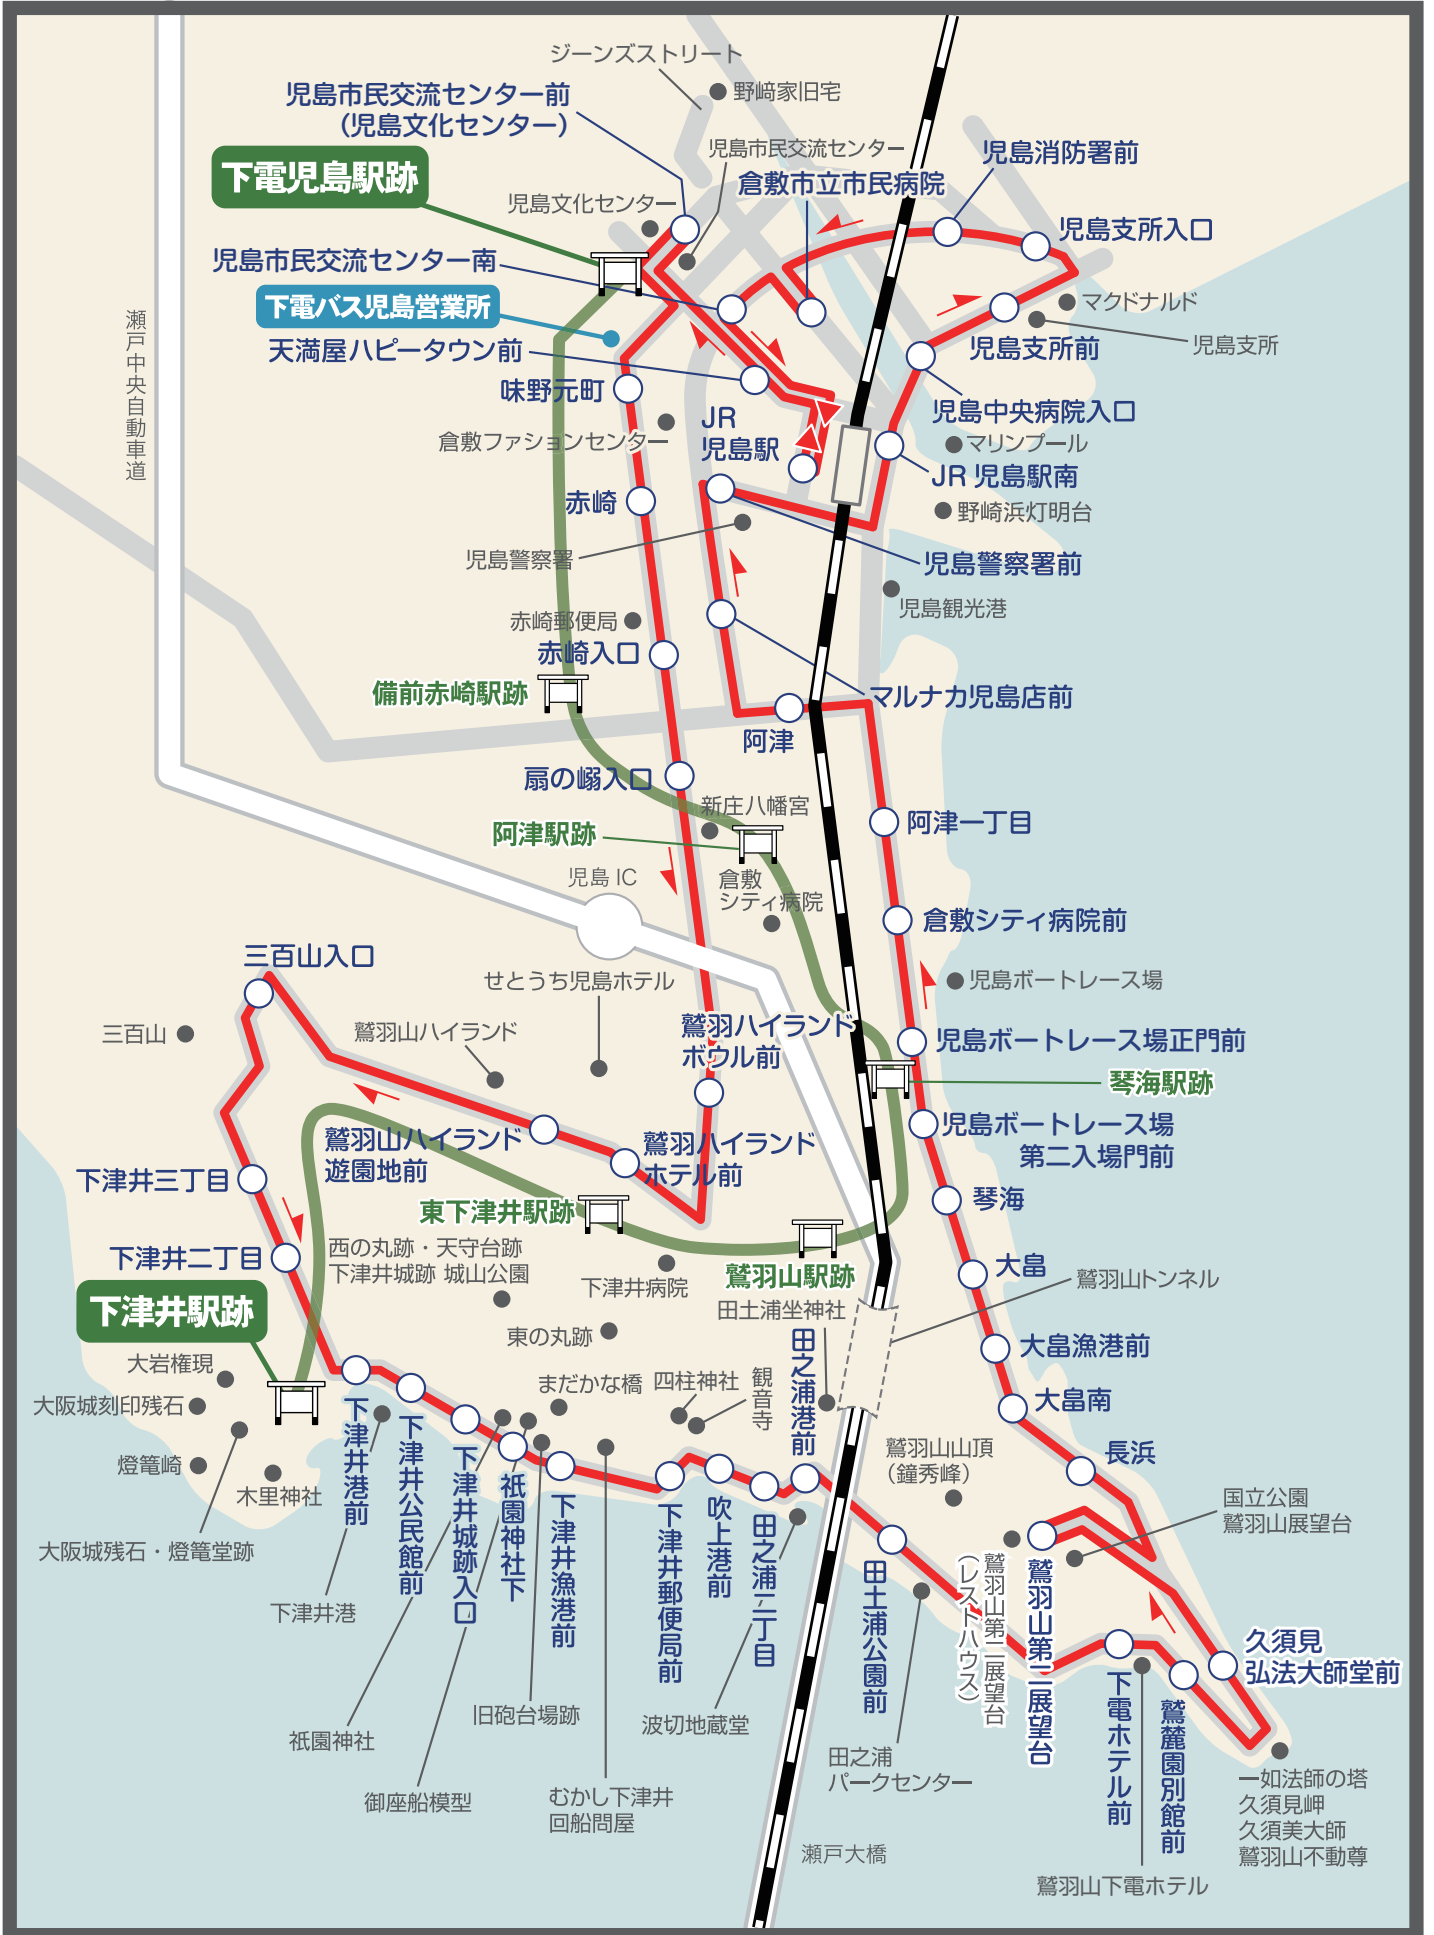 ジーンズストリート
野﨑家旧宅
児島市民交流センター前
（児島文化センター）
児島市民交流センター
児島消防署前
下電児島駅跡
倉敷市立市民病院
児島文化センター
児島支所入口
児島市民交流センター南
下電バス児島営業所
マクドナルド
瀬戸中央自動車道
天満屋ハピータウン前
児島支所前
児島支所
味野元町
JR
児島駅
児島中央病院入口
倉敷ファションセンター
マリンプール
JR 児島駅南
赤崎
野崎浜灯明台
児島警察署
児島警察署前
児島観光港
赤崎郵便局
赤崎入口
備前赤崎駅跡
マルナカ児島店前
阿津
扇の嵶入口
新庄八幡宮
阿津駅跡
阿津一丁目
児島 IC
倉敷
シティ病院
倉敷シティ病院前
三百山入口
せとうち児島ホテル
児島ボートレース場
三百山
鷲羽山ハイランド
鷲羽ハイランド
ボウル前
児島ボートレース場正門前
琴海駅跡
鷲羽山ハイランド
遊園地前
鷲羽ハイランド
ホテル前
児島ボートレース場
第二入場門前
下津井三丁目
琴海
東下津井駅跡
下津井二丁目
西の丸跡・天守台跡
下津井城跡 城山公園
下津井病院
鷲羽山駅跡
大畠
鷲羽山トンネル
下津井駅跡
田土浦坐神社
東の丸跡
田之浦港前
大畠漁港前
大岩権現
まだかな橋
四柱神社
観音寺
大畠南
大阪城刻印残石
下津井港前
下津井公民館前
下津井城跡入口
祇園神社下
下津井漁港前
下津井郵便局前
吹上港前
田之浦二丁目
鷲羽山山頂
（鐘秀峰）
長浜
燈篭崎
木里神社
国立公園
鷲羽山展望台
大阪城残石・燈篭堂跡
田土浦公園前
鷲羽山第二展望台
（レストハウス）
鷲羽山第二展望台
下津井港
久須見
弘法大師堂前
下電ホテル前
鷲麓園別館前
祇園神社
旧砲台場跡
波切地蔵堂
田之浦
パークセンター
御座船模型
むかし下津井
回船問屋
一如法師の塔
久須見岬
久須美大師
鷲羽山不動尊
瀬戸大橋
鷲羽山下電ホテル